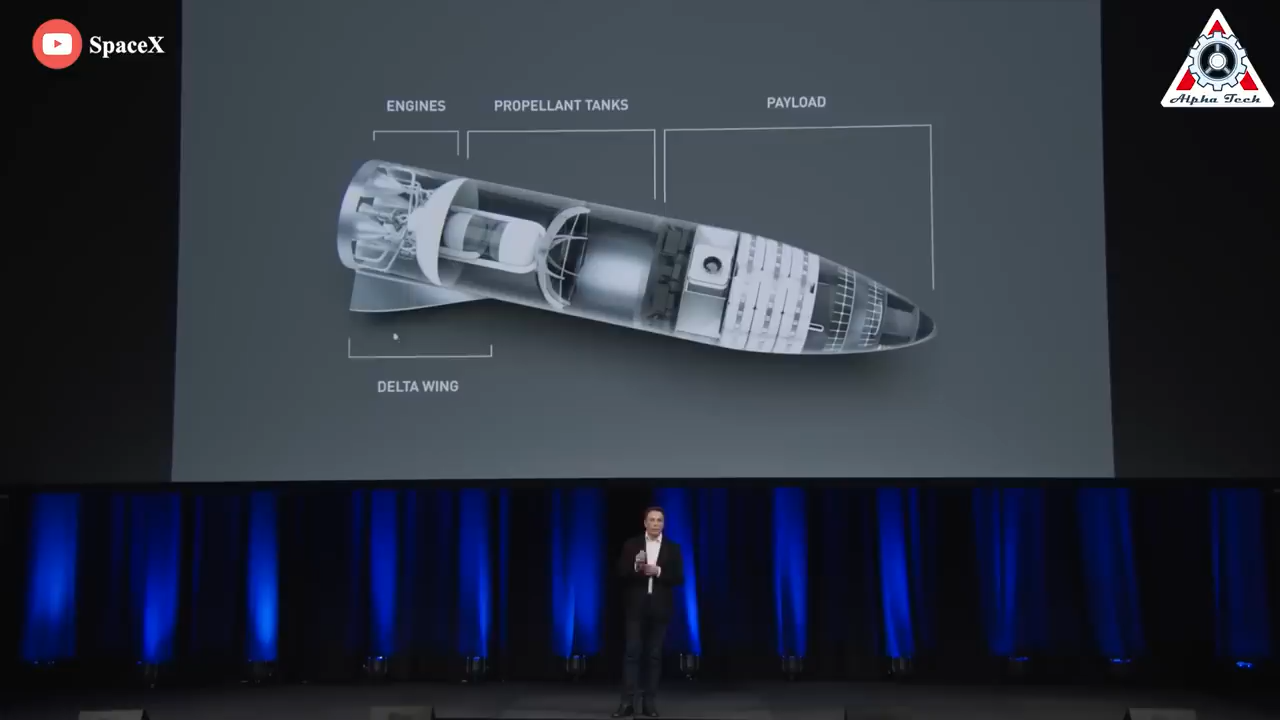 SpaceX
Alpha Tech
ENGINES
PROPELLANT TANKS
PAYLOAD
DELTA WING